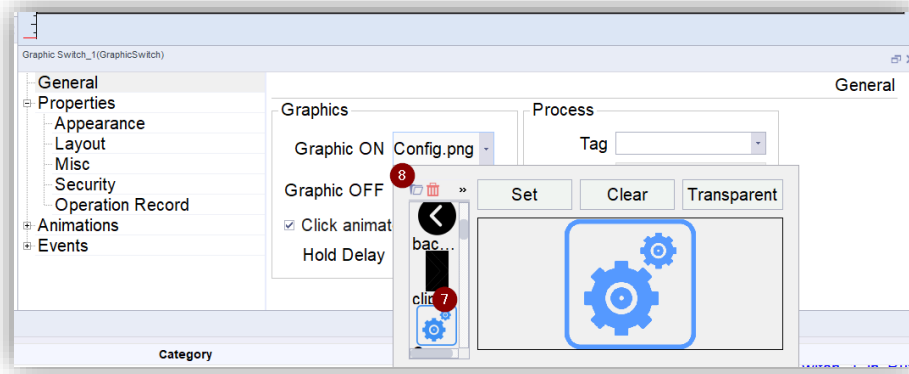 Graphic Switch_1(GraphicSwitch)
General
General
Properties
Appearance
Layout
Misc
Security
Operation Record
Animations
Events
Graphics
Graphic ON Config.png
Graphic OFF
Click animat
Hold Delay
Process
Tag
8
»
Set Clear Transparent
bac...
7
Category